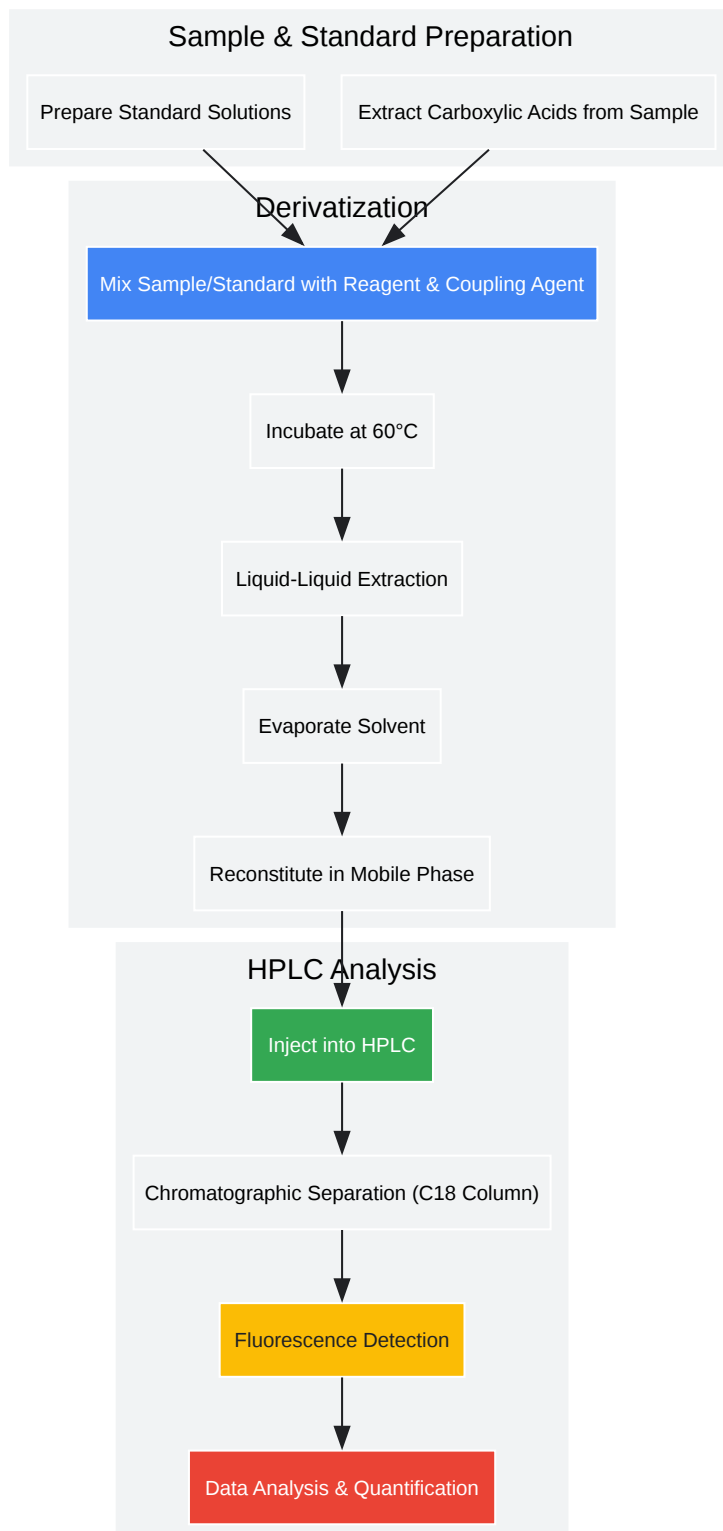 Sample & Standard Preparation
Prepare Standard Solutions
Extract Carboxylic Acids from Sample
Derivatization
Mix Sample/Standard with Reagent & Coupling Agent
Incubate at 60°C
Liquid-Liquid Extraction
Evaporate Solvent
Reconstitute in Mobile Phase
HPLC Analysis
Inject into HPLC
Chromatographic Separation (C18 Column)
Fluorescence Detection
Data Analysis & Quantification